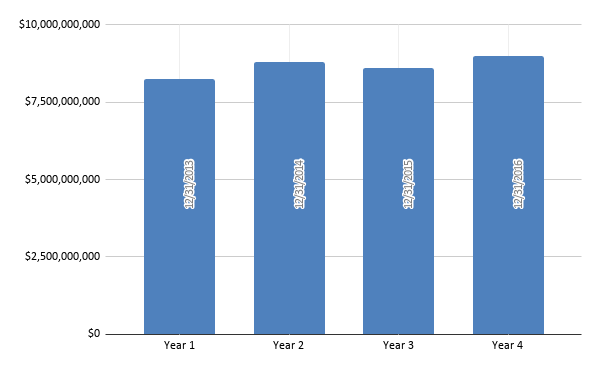 $10,000,000,000
$7,500,000,000
$5,000,000,000
$2,500,000,000
$0
12/31/2013
12/31/2014
12/31/2015
12/31/2016
Year 1
Year 2
Year 3
Year 4